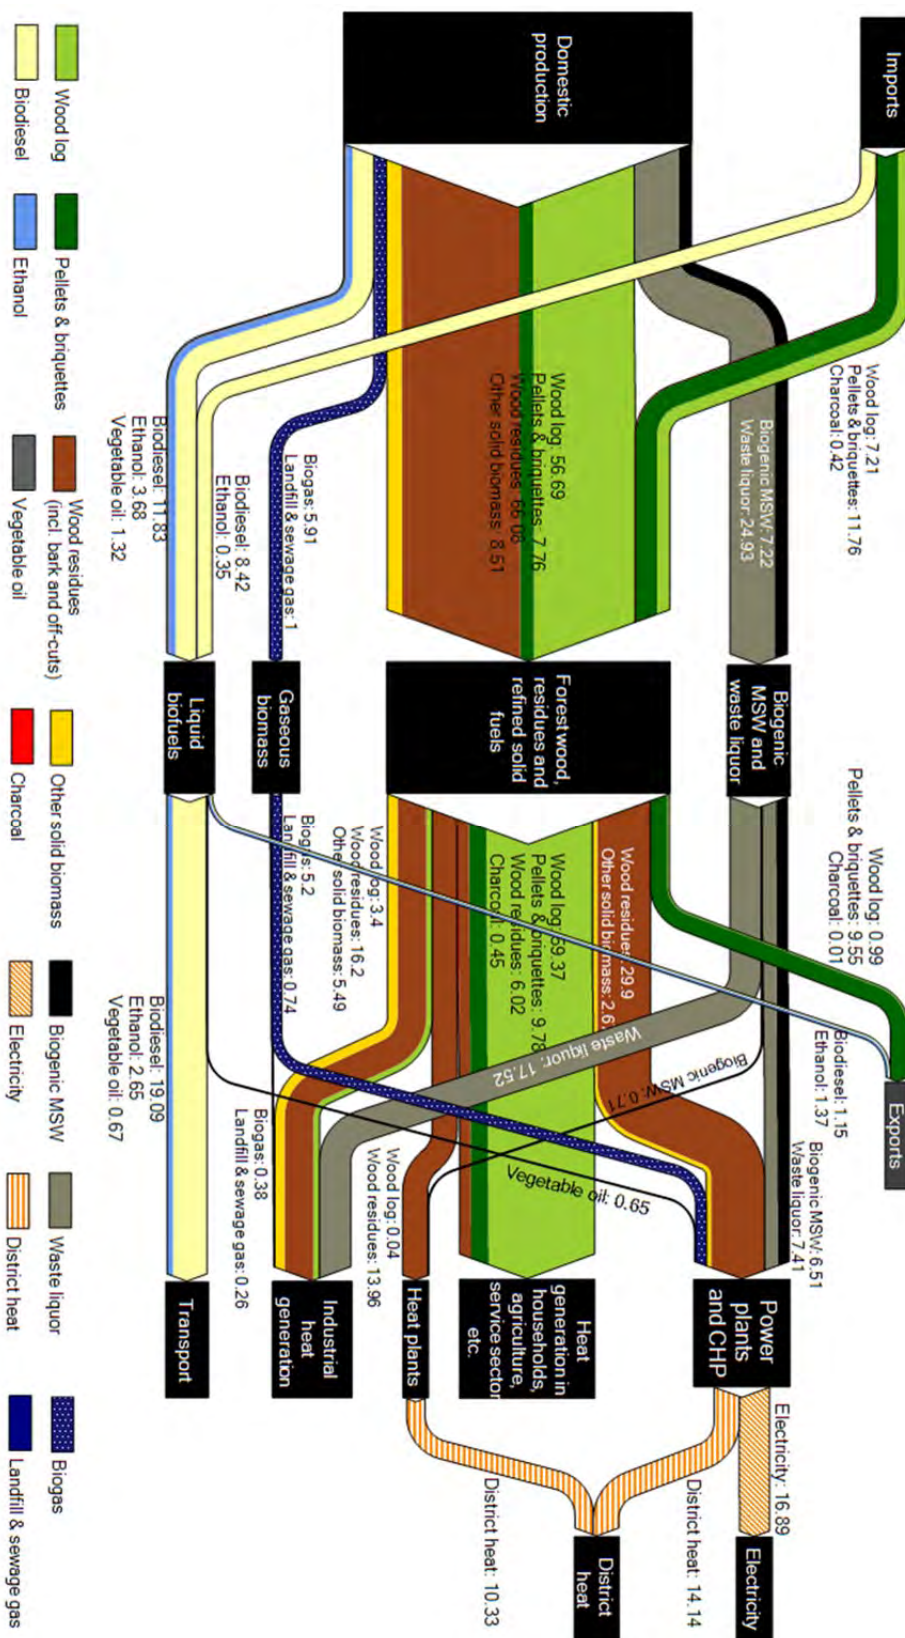 Imports
Domestic
production
Wood log: 7.21
Pellets & briquettes: 11.76
Charcoal: 0.42
Biogenic MSW: 7.22
Waste liquor: 24.93
Wood log: 56.69
Pellets & briquettes: 7.76
Wood residues: 66.08
Other solid biomass: 8.51
Biogas: 5.91
Landfill & sewage gas: 1
Biodiesel: 8.42
Ethanol: 0.35
Biodiesel: 11.83
Ethanol: 3.68
Vegetable oil: 1.32
Biogenic
MSW and
waste liquor
Forest wood,
residues and
refined solid
fuels
Gaseous
biomass
Liquid
biofuels
Wood log: 0.99
Pellets & briquettes: 9.55
Charcoal: 0.01
Biodiesel: 1.15
Ethanol: 1.37
Exports
Biogenic MSW: 6.51
Waste liquor: 7.41
Wood residues: 29.9
Other solid biomass: 2.6
Waste liquor: 17.52
Biogenic MSW: 0.71
Vegetable oil: 0.65
Wood log: 59.37
Pellets & briquettes: 9.78
Wood residues: 6.02
Charcoal: 0.45
Wood log: 3.4
Wood residues: 16.2
Other solid biomass: 5.49
Biogas: 5.2
Landfill & sewage gas: 0.74
Wood log: 0.04
Wood residues: 13.96
Biogas: 0.38
Landfill & sewage gas: 0.26
Biodiesel: 19.09
Ethanol: 2.65
Vegetable oil: 0.67
Power
plants
and CHP
Heat
generation in
households,
agriculture,
service sector
etc.
Heat plants
Industrial
heat
generation
Transport
Electricity: 16.89
District heat: 14.14
District heat: 10.33
Electricity
District
heat
Wood log
Pellets & briquettes
Wood residues
(incl. bark and off-cuts)
Other solid biomass
Biogenic MSW
Waste liquor
Biogas
Biodiesel
Ethanol
Vegetable oil
Charcoal
Electricity
District heat
Landfill & sewage gas